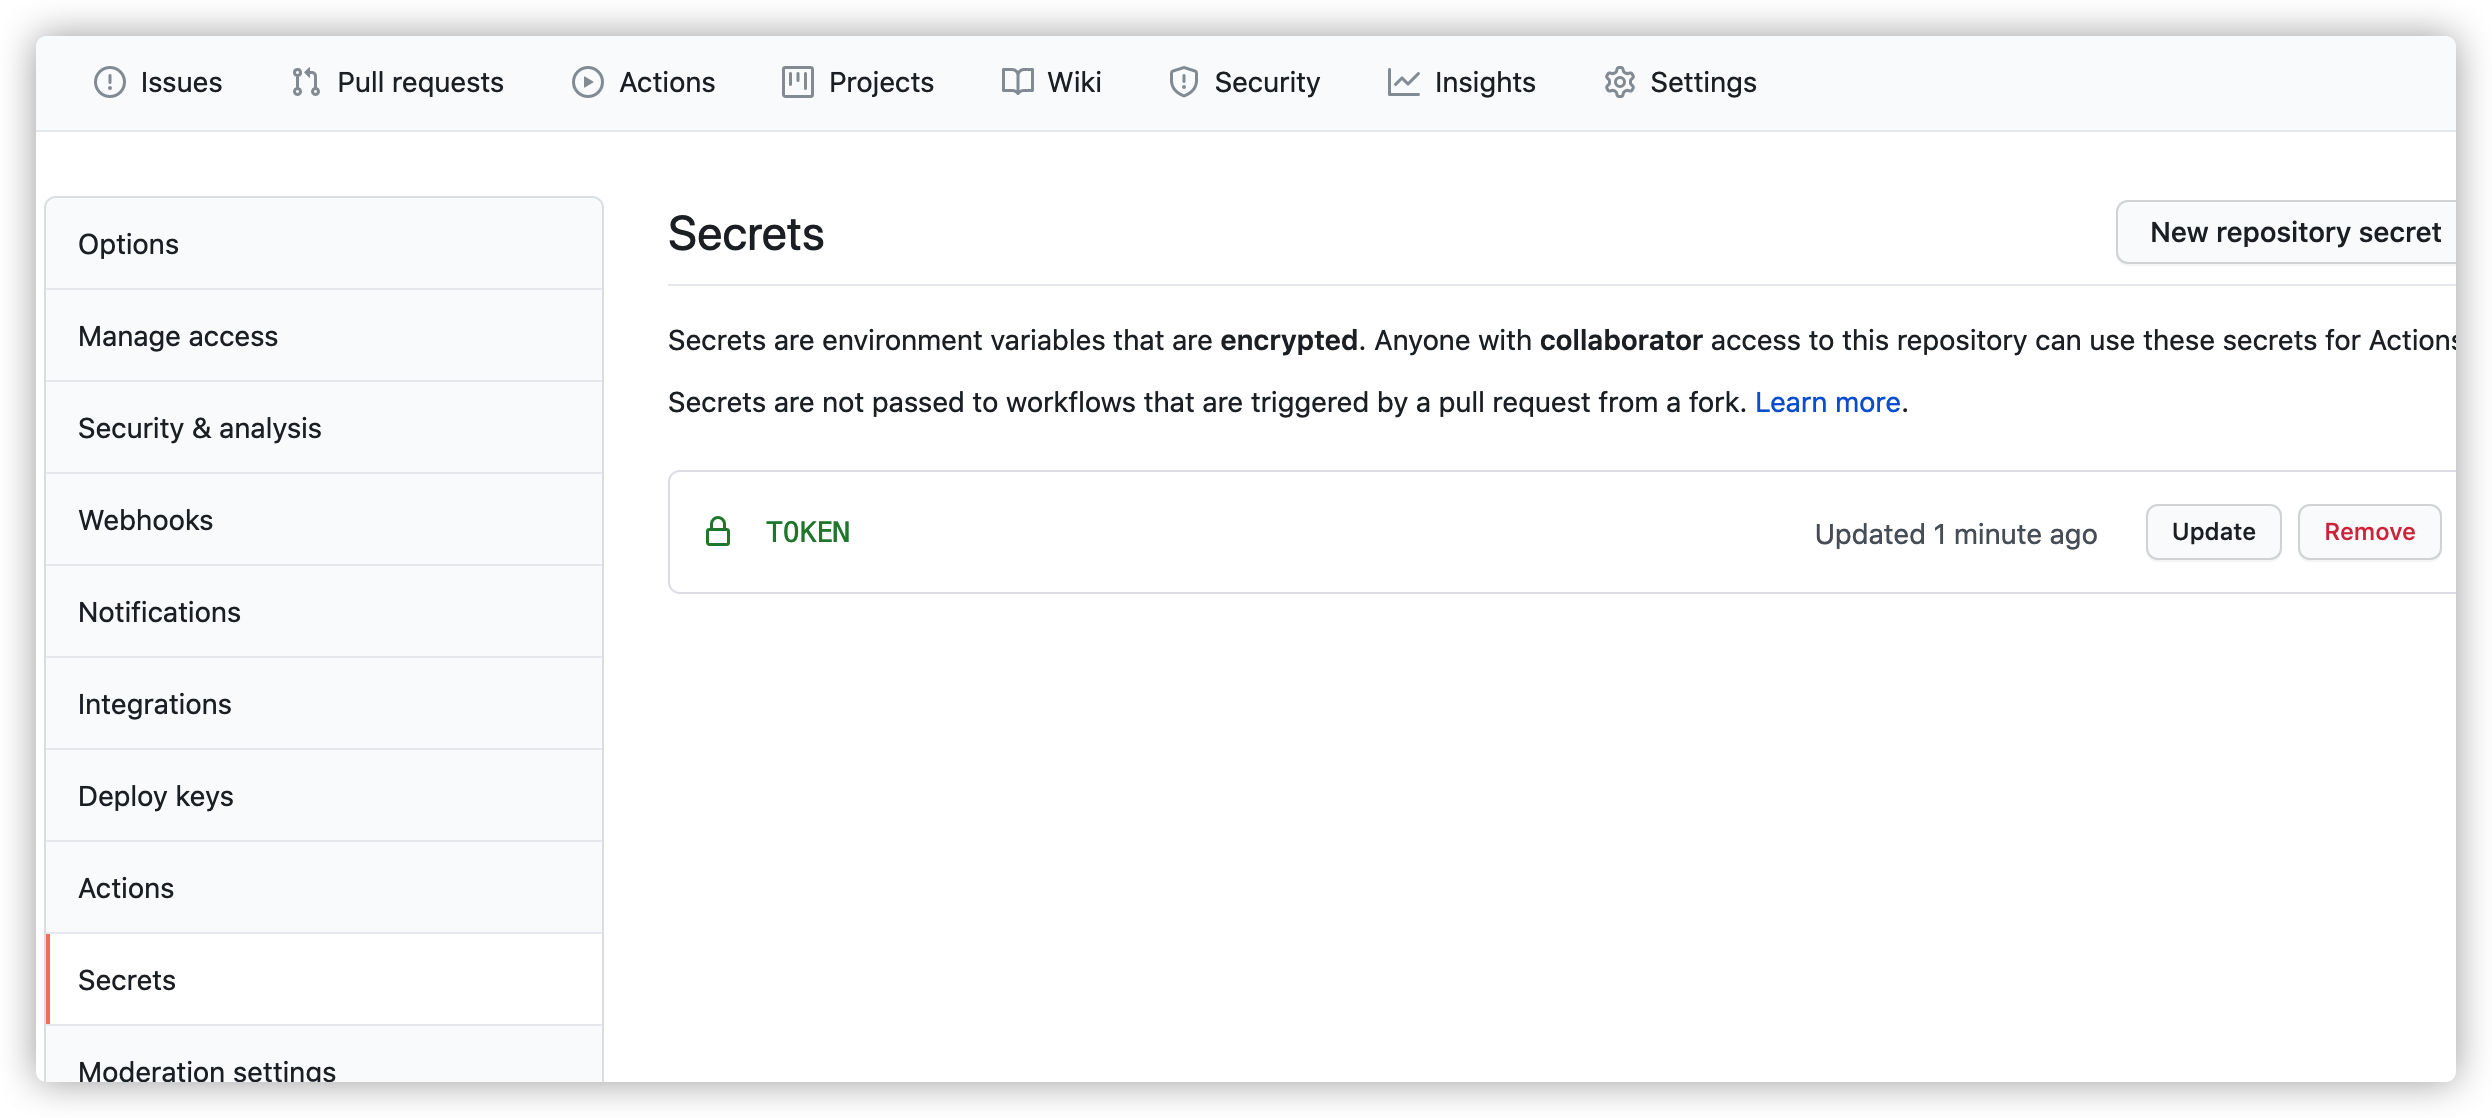 Issues Pull requests Actions Projects Wiki Security Insights Settings
Options
Manage access
Security & analysis
Webhooks
Notifications
Integrations
Deploy keys
Actions
Secrets
Moderation settings
Secrets
New repository secret
Secrets are environment variables that are encrypted. Anyone with collaborator access to this repository can use these secrets for Actions
Secrets are not passed to workflows that are triggered by a pull request from a fork. Learn more.
TOKEN Updated 1 minute ago Update Remove